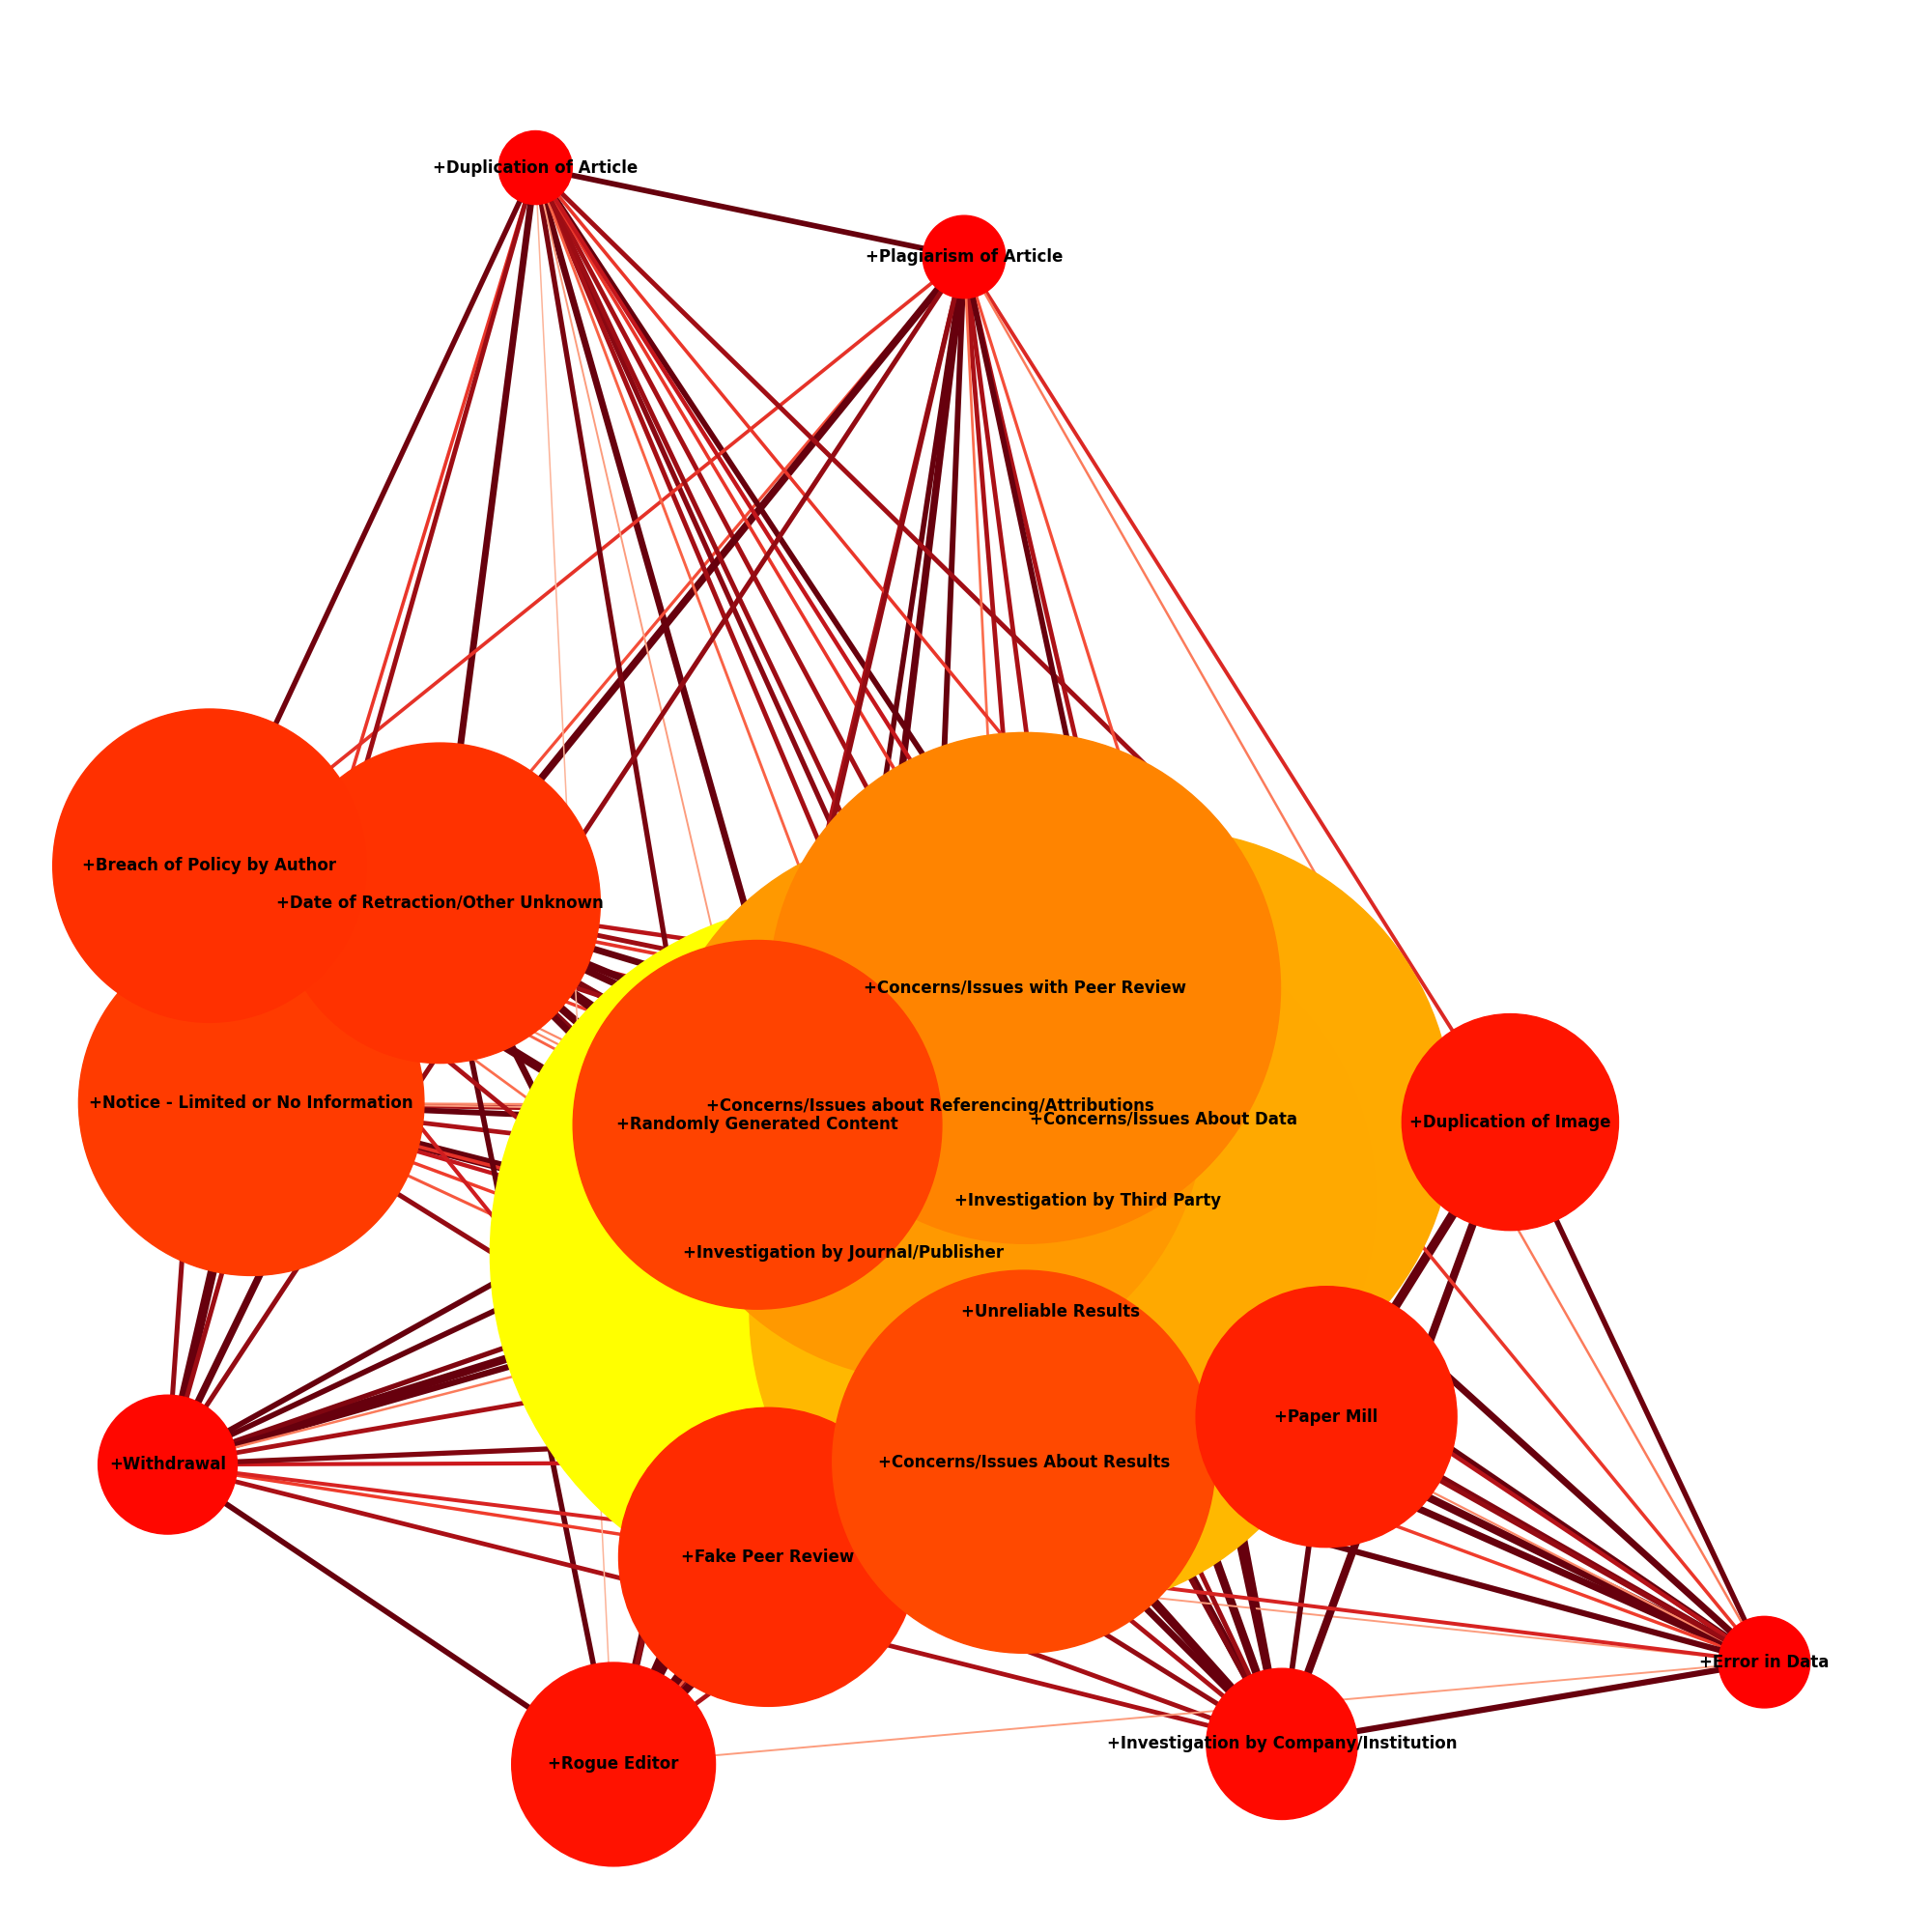 +Duplication of Article
+Plagiarism of Article
+Breach of Policy by Author
+Date of Retraction/Other Unknown
+Concerns/Issues with Peer Review
+Notice - Limited or No Information
+Concerns/Issues about Referencing/Attributions
+Concerns/Issues About Data
+Randomly Generated Content
+Duplication of Image
+Investigation by Third Party
+Investigation by Journal/Publisher
+Unreliable Results
+Paper Mill
+Concerns/Issues About Results
+Withdrawal
+Fake Peer Review
+Error in Data
+Investigation by Company/Institution
+Rogue Editor